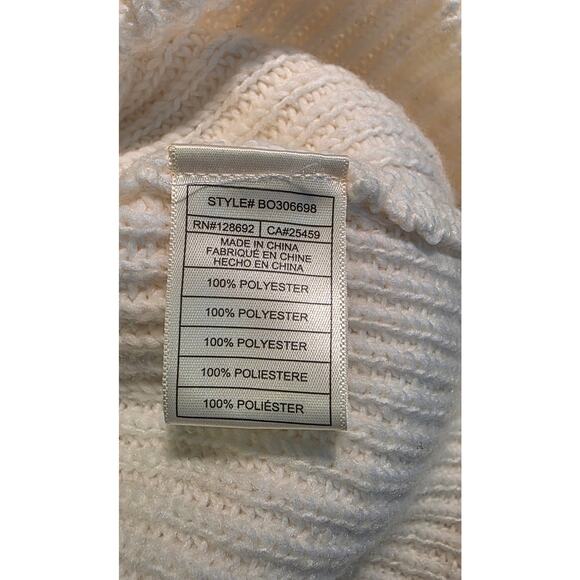 STYLE# BO306698
RN#128692 CA#25459
MADE IN CHINA
FABRIQUÉ EN CHINE
HECHO EN CHINA
100% POLYESTER
100% POLYESTER
100% POLYESTER
100% POLIESTERE
100% POLIÉSTER